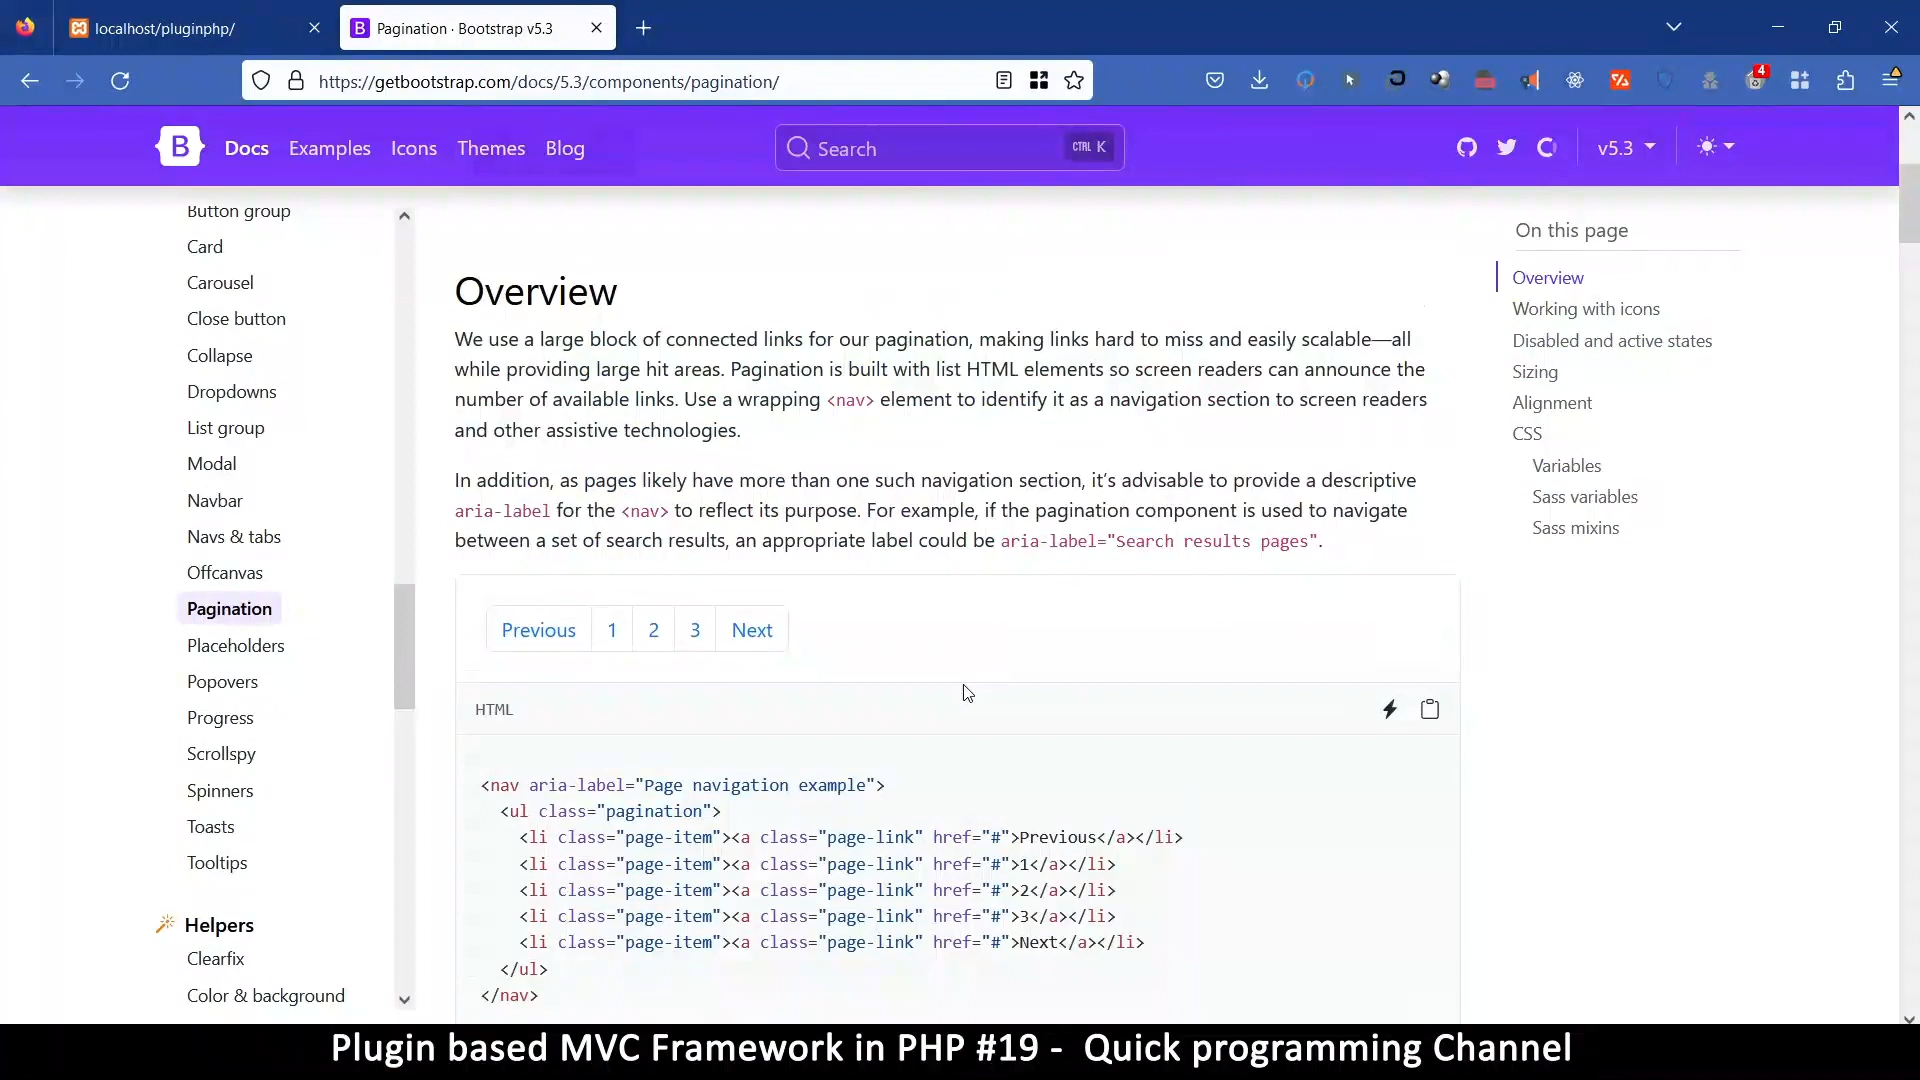 localhost/pluginphp/
Pagination · Bootstrap v5.3
https://getbootstrap.com/docs/5.3/components/pagination/
4
B
Docs
Examples
Icons
Themes
Blog
Search
CTRL K
v5.3
Button group
Card
Carousel
Close button
Collapse
Dropdowns
List group
Modal
Navbar
Navs & tabs
Offcanvas
Pagination
Placeholders
Popovers
Progress
Scrollspy
Spinners
Toasts
Tooltips
Helpers
Clearfix
Color & background
Overview
We use a large block of connected links for our pagination, making links hard to miss and easily scalable—all
while providing large hit areas. Pagination is built with list HTML elements so screen readers can announce the
number of available links. Use a wrapping <nav> element to identify it as a navigation section to screen readers
and other assistive technologies.
In addition, as pages likely have more than one such navigation section, it's advisable to provide a descriptive
aria-label for the <nav> to reflect its purpose. For example, if the pagination component is used to navigate
between a set of search results, an appropriate label could be aria-label="Search results pages".
Previous 1 2 3 Next
HTML
<nav aria-label="Page navigation example">
<ul class="pagination">
<li class="page-item"><a class="page-link" href="#">Previous</a></li>
<li class="page-item"><a class="page-link" href="#">1</a></li>
<li class="page-item"><a class="page-link" href="#">2</a></li>
<li class="page-item"><a class="page-link" href="#">3</a></li>
<li class="page-item"><a class="page-link" href="#">Next</a></li>
</ul>
</nav>
On this page
Overview
Working with icons
Disabled and active states
Sizing
Alignment
CSS
Variables
Sass variables
Sass mixins
Plugin based MVC Framework in PHP #19 - Quick programming Channel